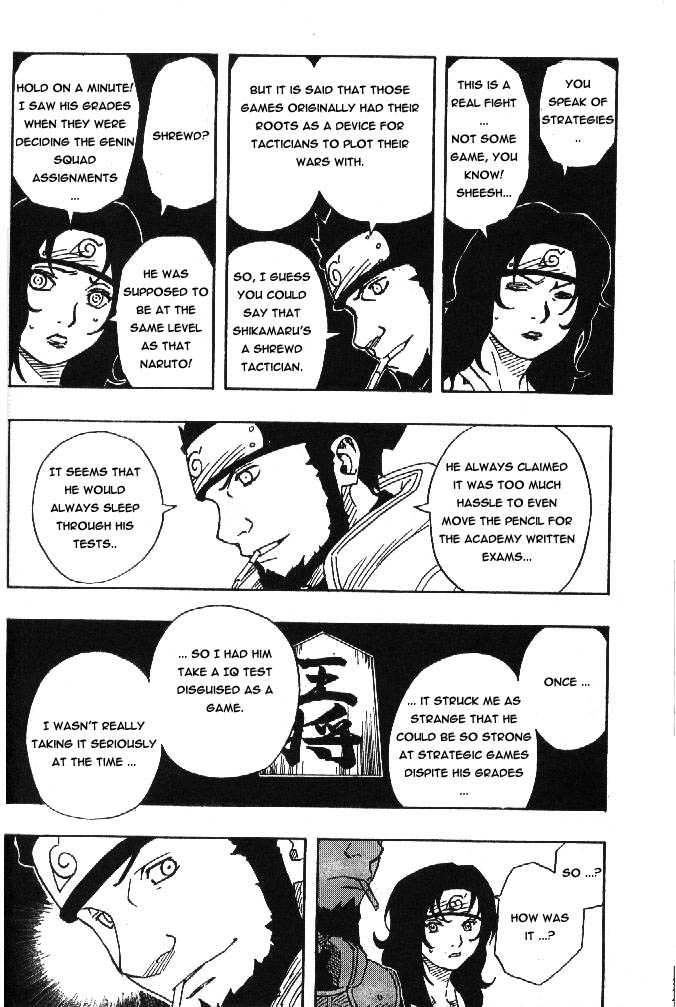 YOU
SPEAK OF
STRATEGIES
..
THIS IS A
REAL FIGHT
...
NOT SOME
GAME, YOU
KNOW!
SHEESH...
BUT IT IS SAID THAT THOSE
GAMES ORIGINALLY HAD THEIR
ROOTS AS A DEVICE FOR
TACTICIANS TO PLOT THEIR
WARS WITH.
SO, I GUESS
YOU COULD
SAY THAT
SHIKAMARU'S
A SHREWD
TACTICIAN.
SHREWD?
HOLD ON A MINUTE!
I SAW HIS GRADES
WHEN THEY WERE
DECIDING THE GENIN
SQUAD
ASSIGNMENTS
...
HE WAS
SUPPOSED TO
BE AT THE
SAME LEVEL
AS THAT
NARUTO!
HE ALWAYS CLAIMED
IT WAS TOO MUCH
HASSLE TO EVEN
MOVE THE PENCIL FOR
THE ACADEMY WRITTEN
EXAMS...
IT SEEMS THAT
HE WOULD
ALWAYS SLEEP
THROUGH HIS
TESTS..
ONCE ...
... IT STRUCK ME AS
STRANGE THAT HE
COULD BE SO STRONG
AT STRATEGIC GAMES
DISPITE HIS GRADES
...
王
将
... SO I HAD HIM
TAKE A IQ TEST
DISGUISED AS A
GAME.
I WASN'T REALLY
TAKING IT SERIOUSLY
AT THE TIME ...
SO ...?
HOW WAS
IT ...?